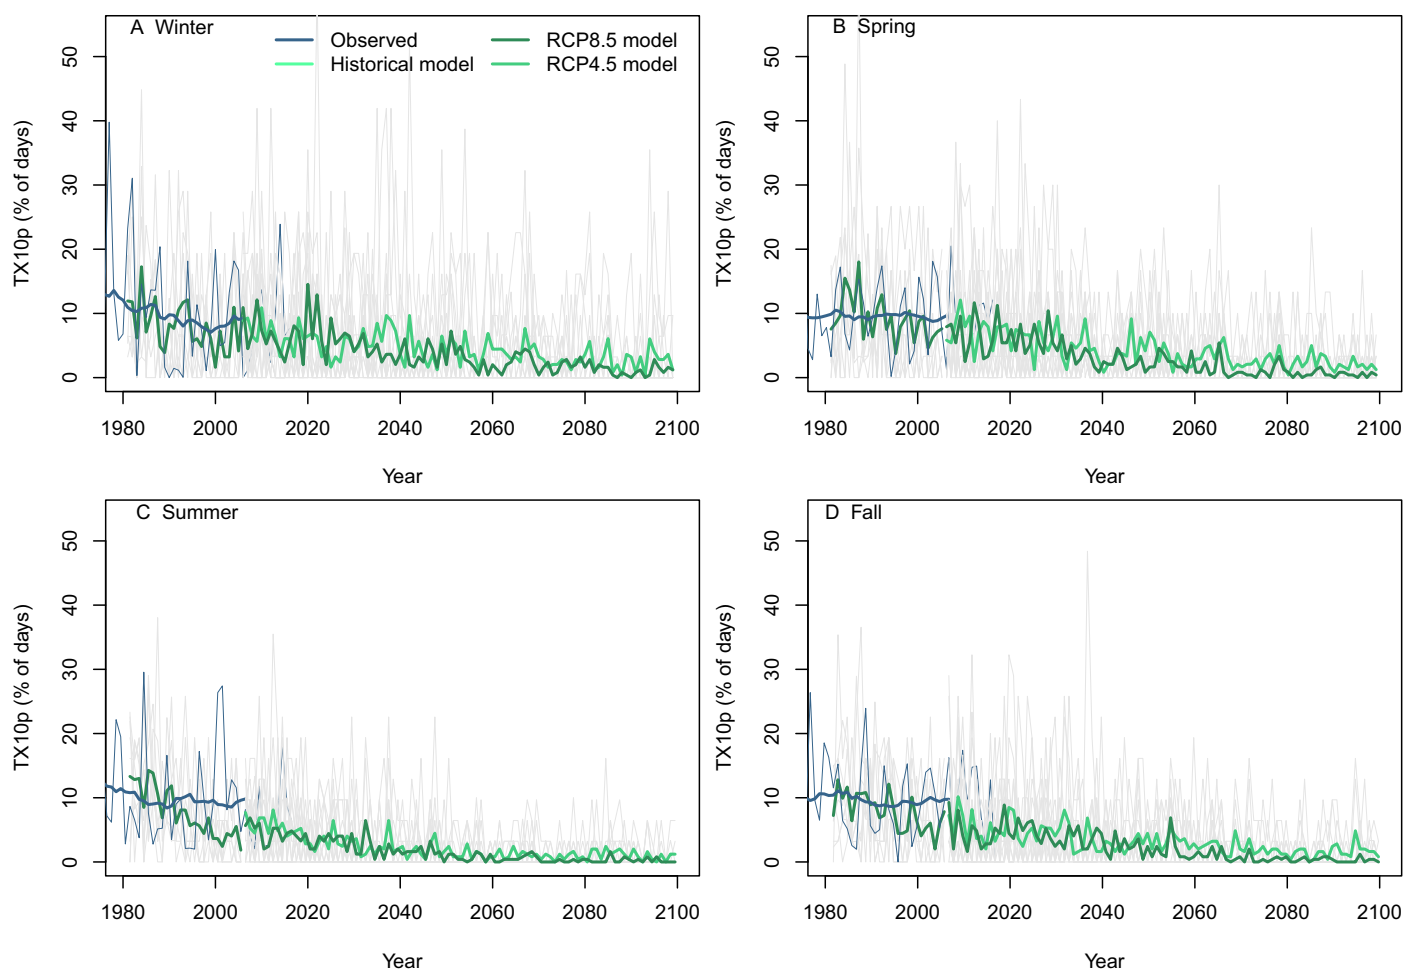 A Winter
Observed
Historical model
RCP8.5 model
RCP4.5 model
TX10p (% of days)
50
40
30
20
10
0
1980 2000 2020 2040 2060 2080 2100
Year
B Spring
TX10p (% of days)
50
40
30
20
10
0
1980 2000 2020 2040 2060 2080 2100
Year
C Summer
TX10p (% of days)
50
40
30
20
10
0
1980 2000 2020 2040 2060 2080 2100
Year
D Fall
TX10p (% of days)
50
40
30
20
10
0
1980 2000 2020 2040 2060 2080 2100
Year